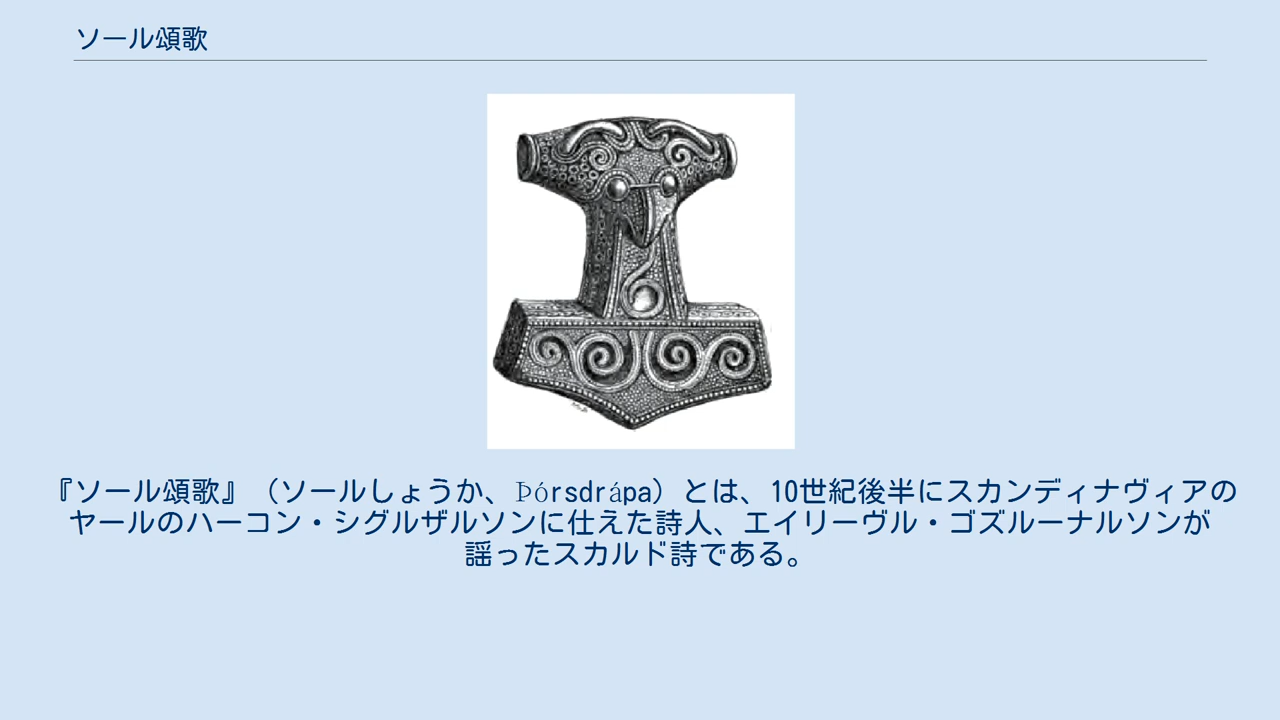 ソール頌歌
『ソール頌歌』（ソールしょうか、Þórsdrápa）とは、10世紀後半にスカンディナヴィアの
ヤールのハーコン・シグルザルソンに仕えた詩人、エイリーヴル・ゴズルーナルソンが
謡ったスカルド詩である。